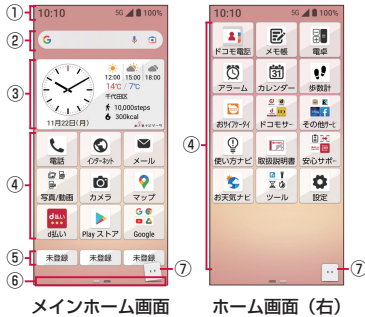 ① 10:10 5G 100%
② G
③ 12:00 15:00 18:00
14℃ / 7℃
千代田区
10,000steps
6 300kcal
11月22日(月)
④ 電話 インターネット メール
写真/動画 カメラ マップ
d払い
d払い Play ストア Google
⑤ 未登録 未登録 未登録
⑥ ⑦
メインホーム画面
10:10 5G 100%
④ ドコモ電話 メモ帳 電卓
31
アラーム カレンダー 歩数計
おサイフケータイ ドコモサー その他サービ
使い方ナビ 取扱説明書 安心サポー
お天気ナビ ツール 設定
⑦
ホーム画面（右）